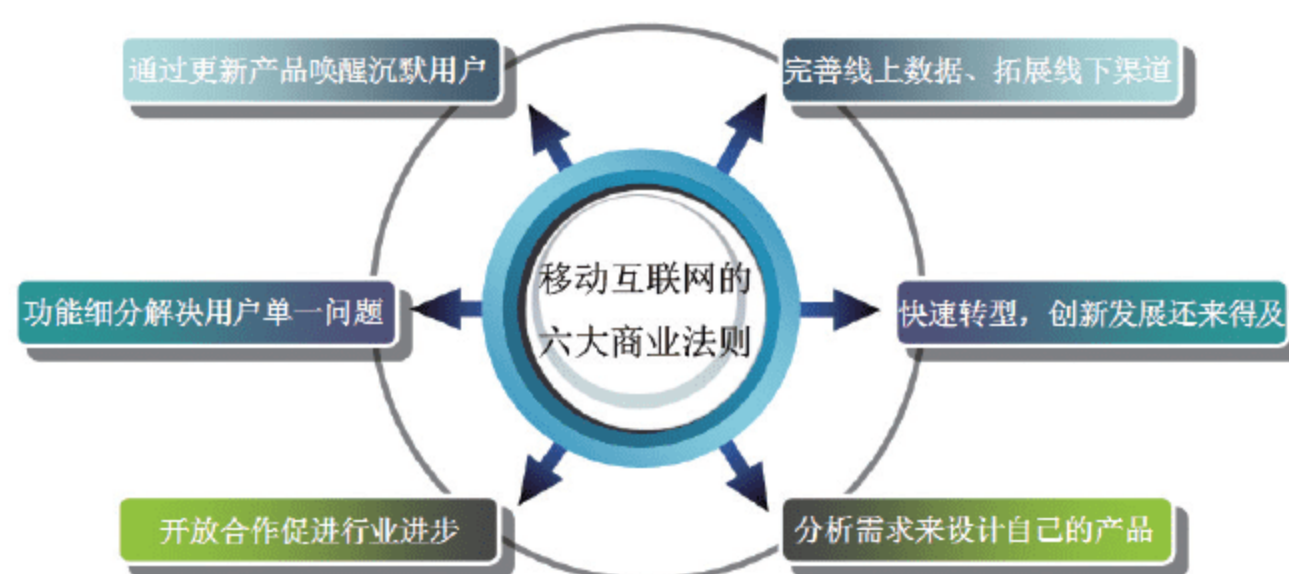 通过更新产品唤醒沉默用户
完善线上数据、拓展线下渠道
移动互联网的
六大商业法则
功能细分解决用户单一问题
快速转型，创新发展还来得及
开放合作促进行业进步
分析需求来设计自己的产品